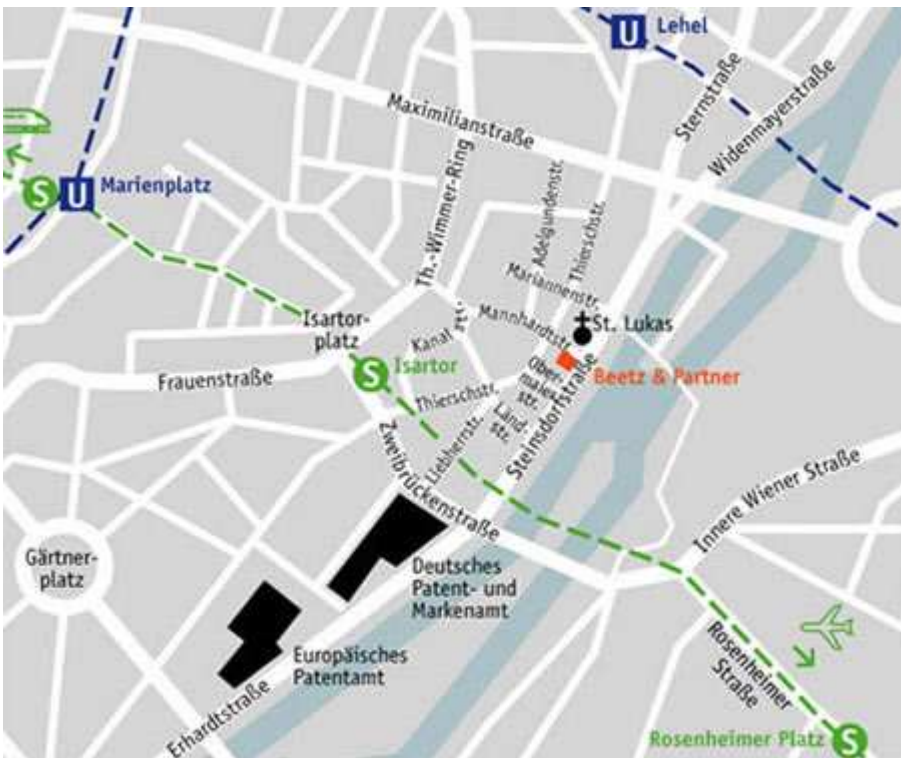 U Lehel
Sternstraße
Widenmayerstraße
Maximilianstraße
S U Marienplatz
Th.-Wimmer-Ring
Adelgundenstr.
Thierschstr.
Mariannenstr.
Mannhardtstr.
St. Lukas
Isartor-
platz
Kanal
str.
S Isartor
Frauenstraße
Beetz & Partner
Ober-
maier-
str.
Thierschstr.
Länd-
str.
Liebherrstr.
Steinsdorfstraße
Zweibrückenstraße
Innere Wiener Straße
Gärtner-
platz
Deutsches
Patent- und
Markenamt
Europäisches
Patentamt
Erhardtstraße
Rosenheimer
Straße
Rosenheimer Platz S